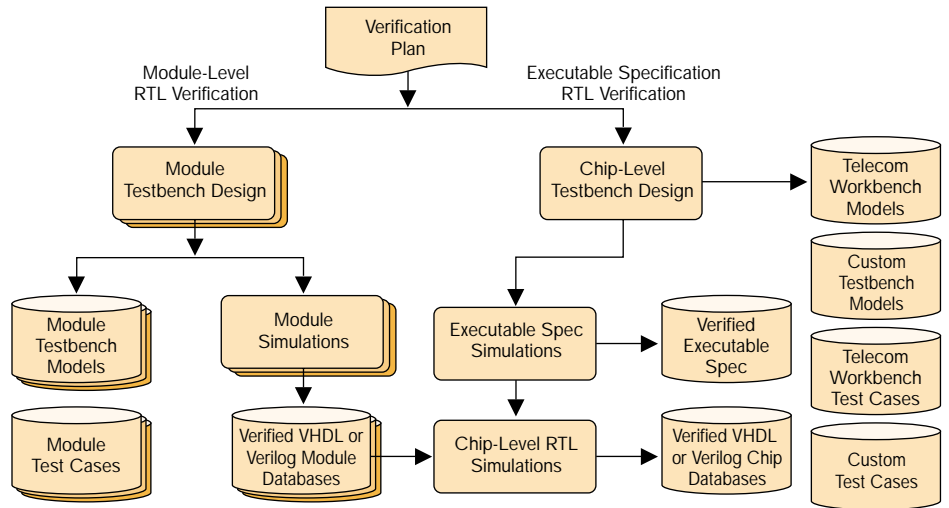 Verification
Plan
Module-Level
RTL Verification
Executable Specification
RTL Verification
Module
Testbench Design
Chip-Level
Testbench Design
Telecom
Workbench
Models
Custom
Testbench
Models
Module
Testbench
Models
Module
Simulations
Executable Spec
Simulations
Verified
Executable
Spec
Telecom
Workbench
Test Cases
Module
Test Cases
Verified VHDL or
Verilog Module
Databases
Chip-Level RTL
Simulations
Verified VHDL
or Verilog Chip
Databases
Custom
Test Cases